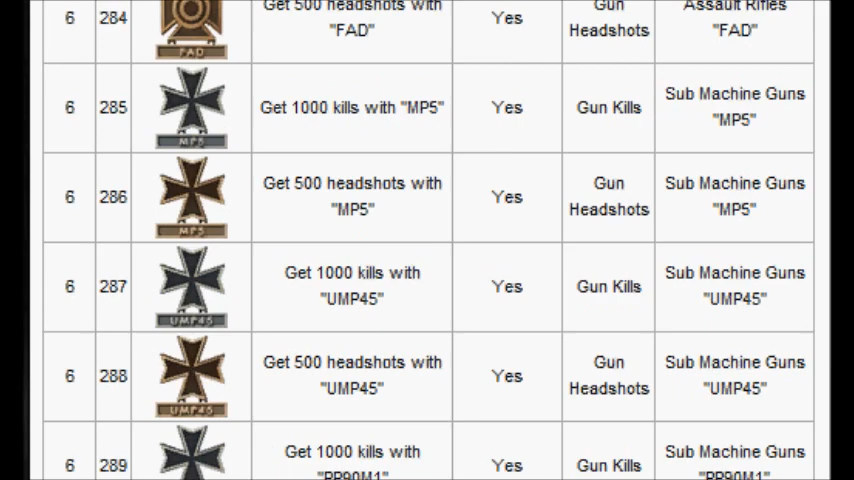 6 284 FAD Get 500 headshots with "FAD" Yes Gun Headshots Assault Rifles "FAD"
6 285 MP5 Get 1000 kills with "MP5" Yes Gun Kills Sub Machine Guns "MP5"
6 286 MP5 Get 500 headshots with "MP5" Yes Gun Headshots Sub Machine Guns "MP5"
6 287 UMP45 Get 1000 kills with "UMP45" Yes Gun Kills Sub Machine Guns "UMP45"
6 288 UMP45 Get 500 headshots with "UMP45" Yes Gun Headshots Sub Machine Guns "UMP45"
6 289 Get 1000 kills with "PP90M1" Yes Gun Kills Sub Machine Guns "PP90M1"